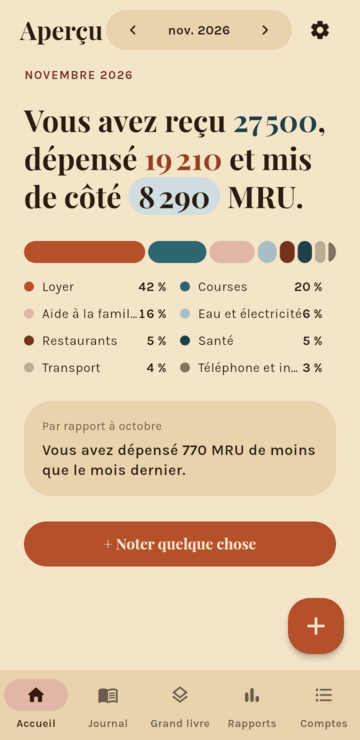 Aperçu
nov. 2026
NOVEMBRE 2026
Vous avez reçu 27 500,
dépensé 19 210 et mis
de côté 8 290 MRU.
Loyer 42 % Courses 20 %
Aide à la famil… 16 % Eau et électricité 6 %
Restaurants 5 % Santé 5 %
Transport 4 % Téléphone et in… 3 %
Par rapport à octobre
Vous avez dépensé 770 MRU de moins
que le mois dernier.
+ Noter quelque chose
Accueil Journal Grand livre Rapports Comptes